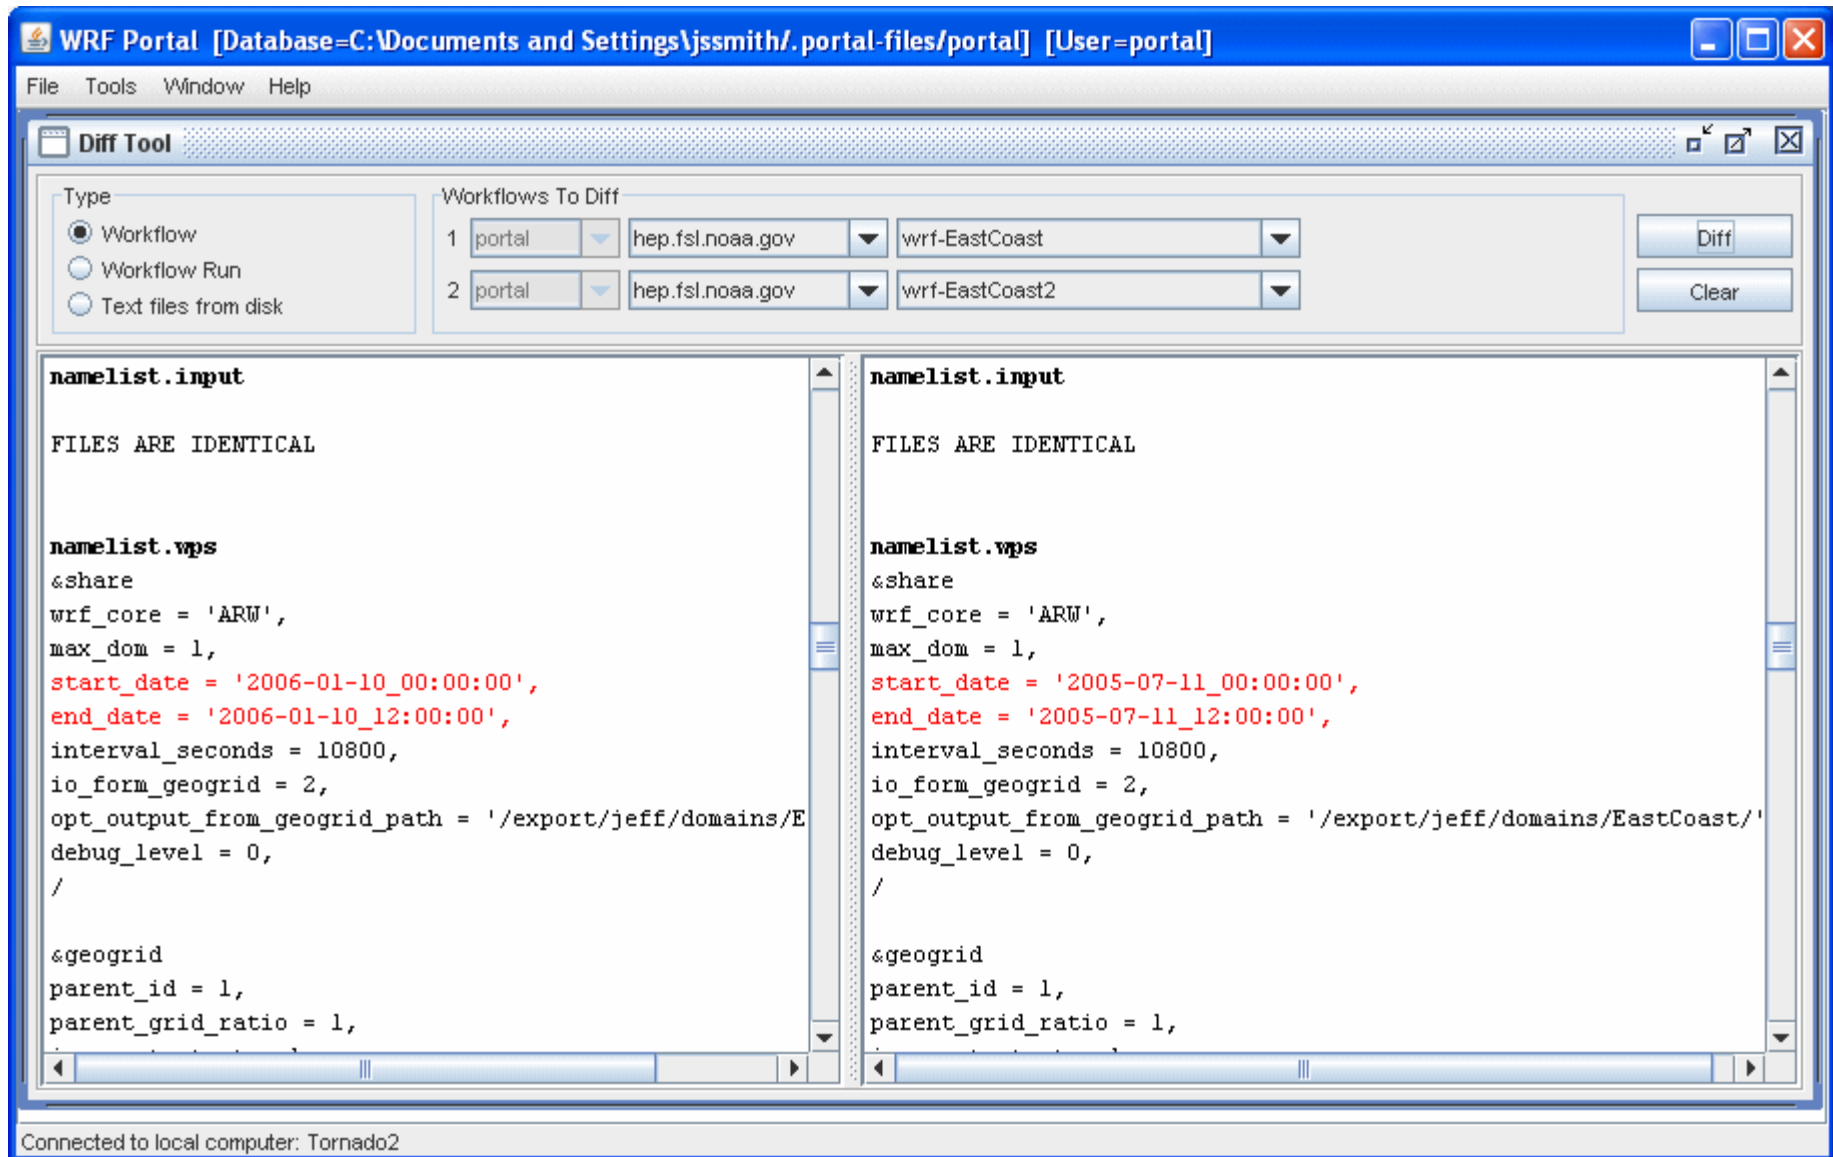 WRF Portal [Database=C:\Documents and Settings\jssmith/.portal-files/portal] [User=portal]
File Tools Window Help
Diff Tool
Type
Workflow
Workflow Run
Text files from disk
Workflows To Diff
1 portal hep.fsl.noaa.gov wrf-EastCoast
2 portal hep.fsl.noaa.gov wrf-EastCoast2
Diff
Clear
namelist.input
FILES ARE IDENTICAL
namelist.wps
&share
wrf_core = 'ARW',
max_dom = 1,
start_date = '2006-01-10_00:00:00',
end_date = '2006-01-10_12:00:00',
interval_seconds = 10800,
io_form_geogrid = 2,
opt_output_from_geogrid_path = '/export/jeff/domains/E
debug_level = 0,
/
&geogrid
parent_id = 1,
parent_grid_ratio = 1,
namelist.input
FILES ARE IDENTICAL
namelist.wps
&share
wrf_core = 'ARW',
max_dom = 1,
start_date = '2005-07-11_00:00:00',
end_date = '2005-07-11_12:00:00',
interval_seconds = 10800,
io_form_geogrid = 2,
opt_output_from_geogrid_path = '/export/jeff/domains/EastCoast/'
debug_level = 0,
/
&geogrid
parent_id = 1,
parent_grid_ratio = 1,
Connected to local computer: Tornado2